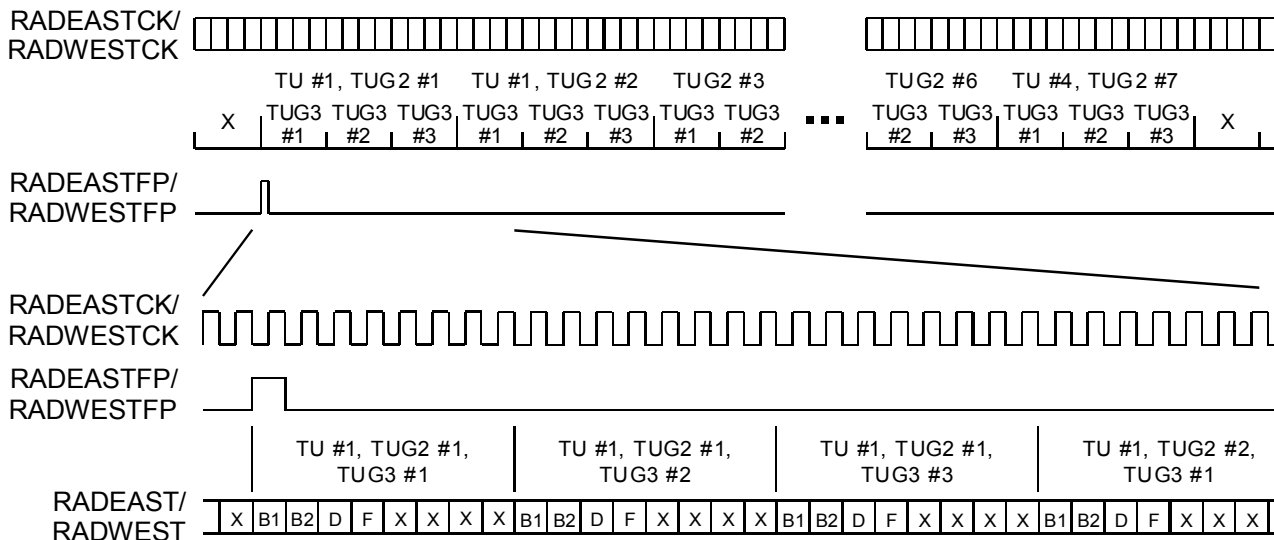 RADEASTCK/
RADWESTCK
TU #1, TUG2 #1 TU #1, TUG2 #2 TUG2 #3 TUG2 #6 TU #4, TUG2 #7
X TUG3 TUG3 TUG3 TUG3 TUG3 TUG3 TUG3 TUG3 TUG3 TUG3 TUG3 TUG3 TUG3 X
#1 #2 #3 #1 #2 #3 #1 #2 #2 #3 #1 #2 #3
RADEASTFP/
RADWESTFP
RADEASTCK/
RADWESTCK
RADEASTFP/
RADWESTFP
TU #1, TUG2 #1, TU #1, TUG2 #1, TU #1, TUG2 #1, TU #1, TUG2 #2,
TUG3 #1 TUG3 #2 TUG3 #3 TUG3 #1
RADEAST/
RADWEST
X B1 B2 D F X X X X B1 B2 D F X X X X B1 B2 D F X X X X B1 B2 D F X X X